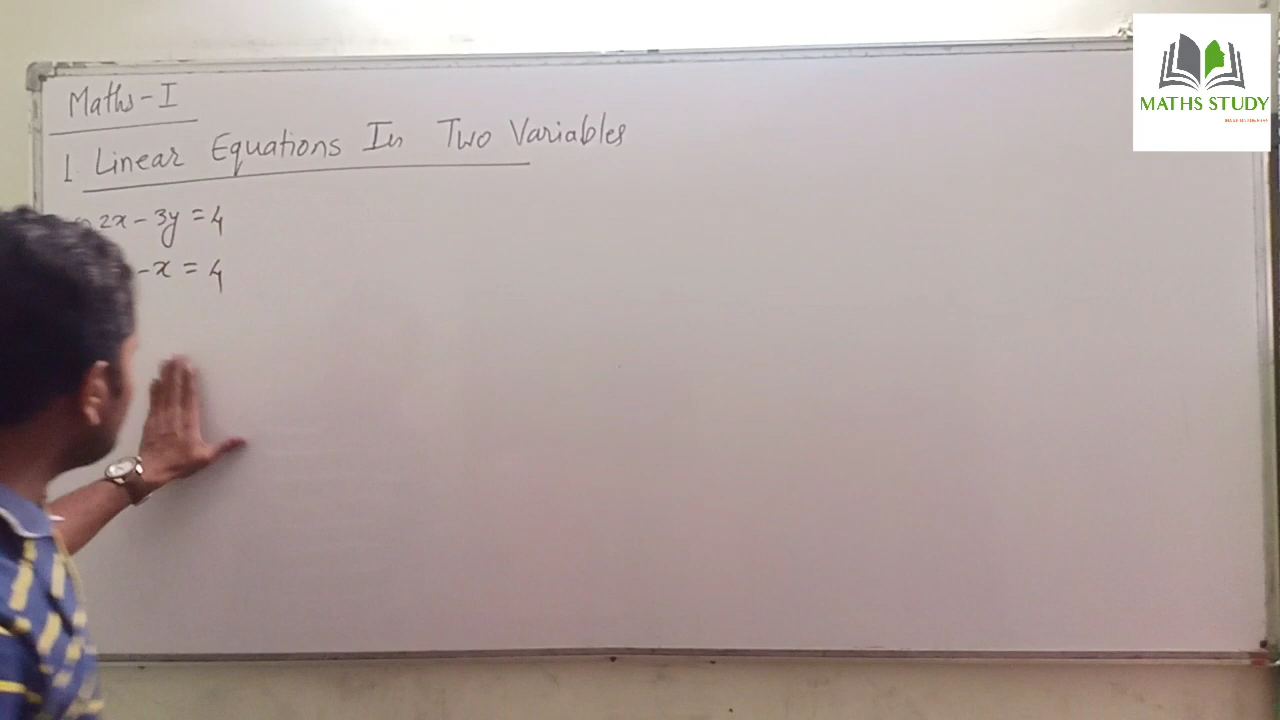 Maths-I
1. Linear Equations In Two Variables
2x - 3y = 4
-x = 4
MATHS STUDY